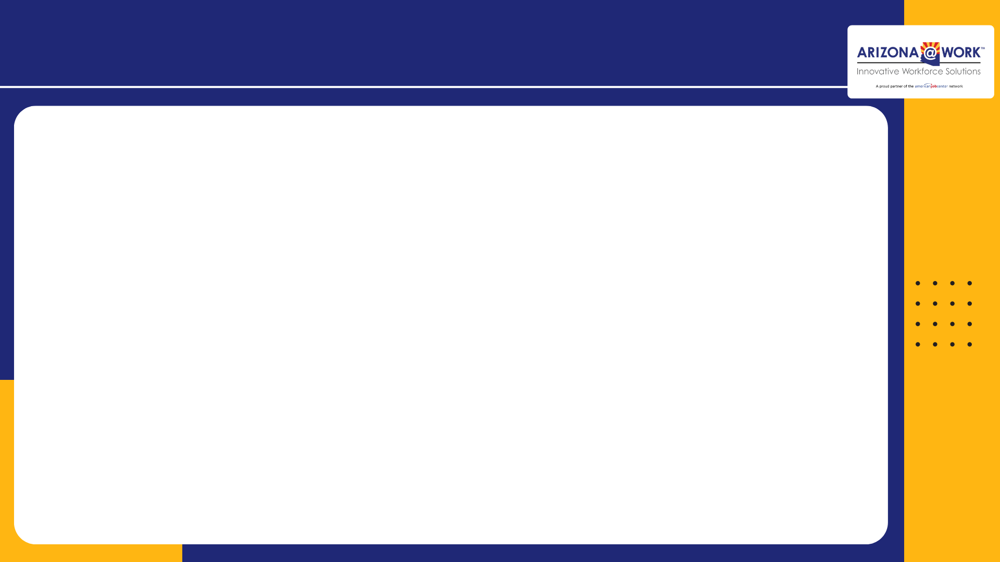 ARIZONA@WORK™
Innovative Workforce Solutions
A proud partner of the americanjobcenter network